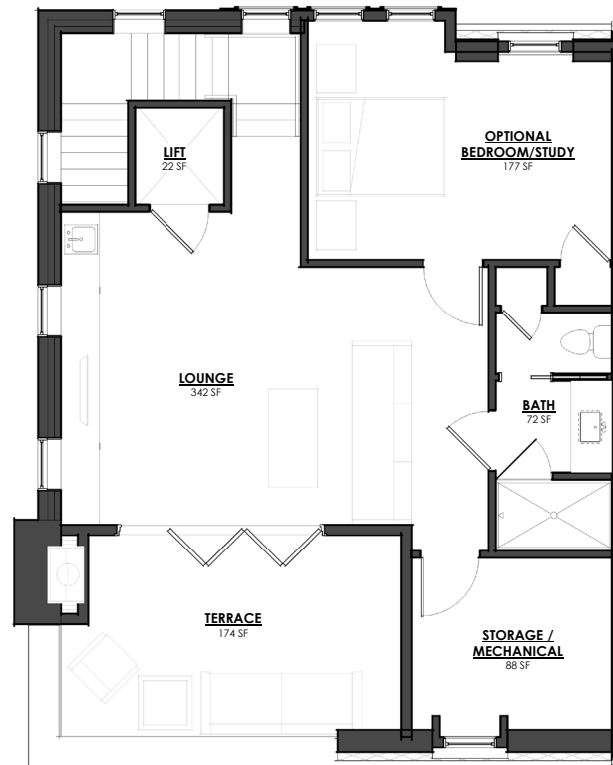 LIFT
22 SF
OPTIONAL
BEDROOM/STUDY
177 SF
LOUNGE
342 SF
BATH
72 SF
TERRACE
174 SF
STORAGE /
MECHANICAL
88 SF